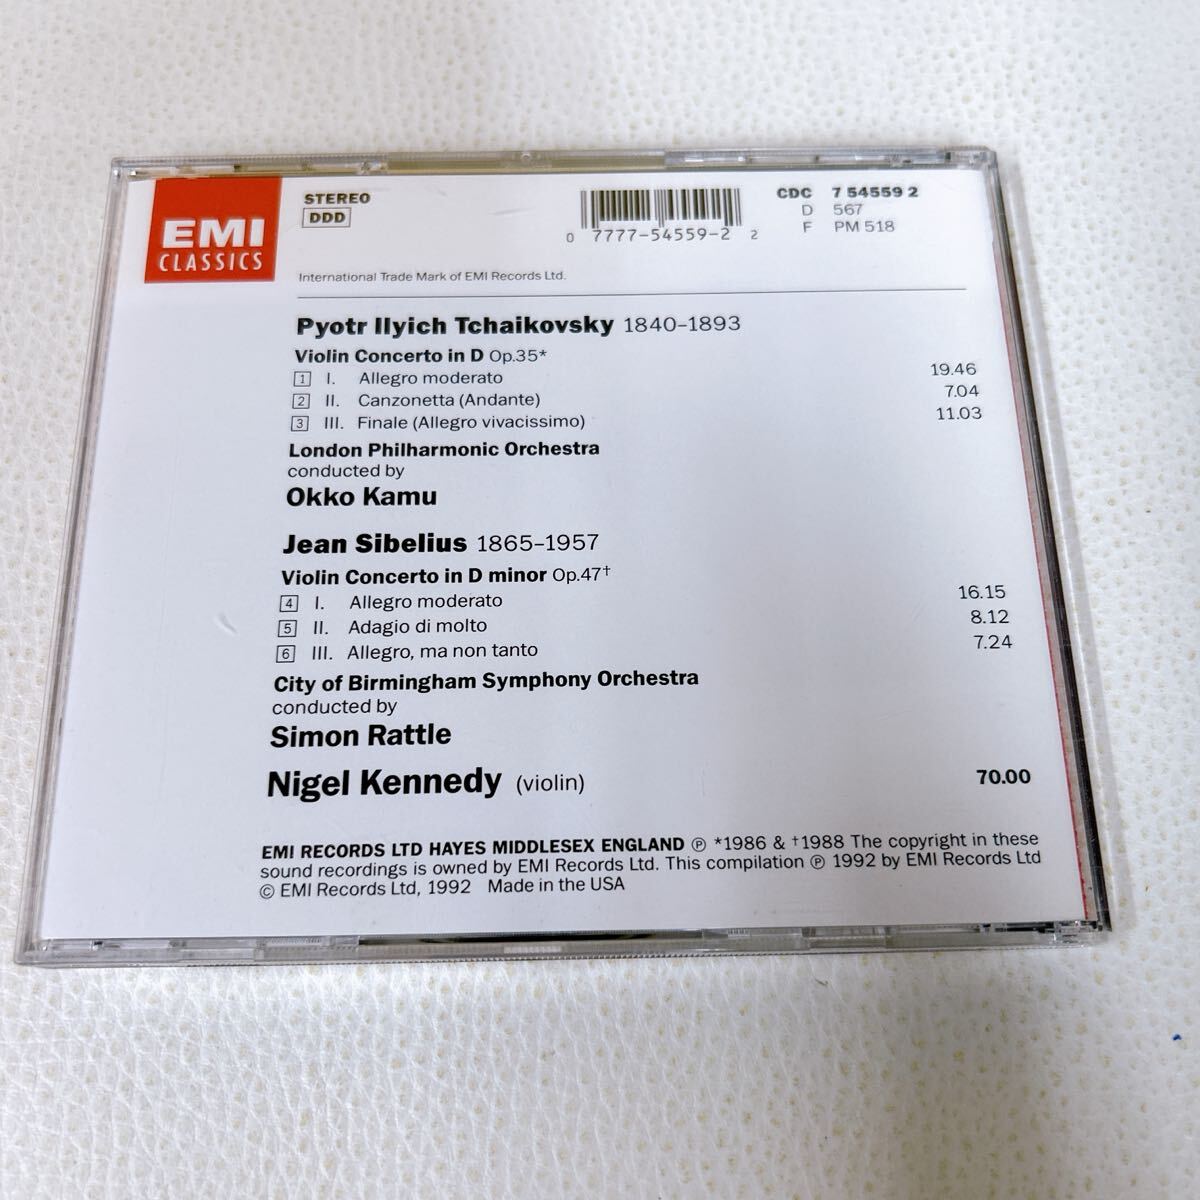 EMI
CLASSICS
STEREO
DDD
0 7777-54559-2 2
CDC 7 54559 2
D 567
F PM 518
International Trade Mark of EMI Records Ltd.
Pyotr Ilyich Tchaikovsky 1840–1893
Violin Concerto in D Op.35*
1 I. Allegro moderato 19.46
2 II. Canzonetta (Andante) 7.04
3 III. Finale (Allegro vivacissimo) 11.03
London Philharmonic Orchestra
conducted by
Okko Kamu
Jean Sibelius 1865–1957
Violin Concerto in D minor Op.47†
4 I. Allegro moderato 16.15
5 II. Adagio di molto 8.12
6 III. Allegro, ma non tanto 7.24
City of Birmingham Symphony Orchestra
conducted by
Simon Rattle
Nigel Kennedy (violin) 70.00
EMI RECORDS LTD HAYES MIDDLESEX ENGLAND ℗ *1986 & †1988 The copyright in these
sound recordings is owned by EMI Records Ltd. This compilation ℗ 1992 by EMI Records Ltd
© EMI Records Ltd, 1992 Made in the USA